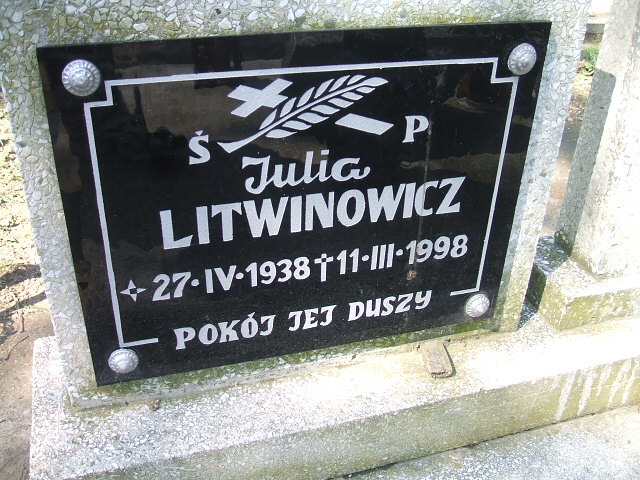 Ś P
Julia
LITWINOWICZ
27·IV·1938 † 11·III·1998
POKÓJ JEJ DUSZY